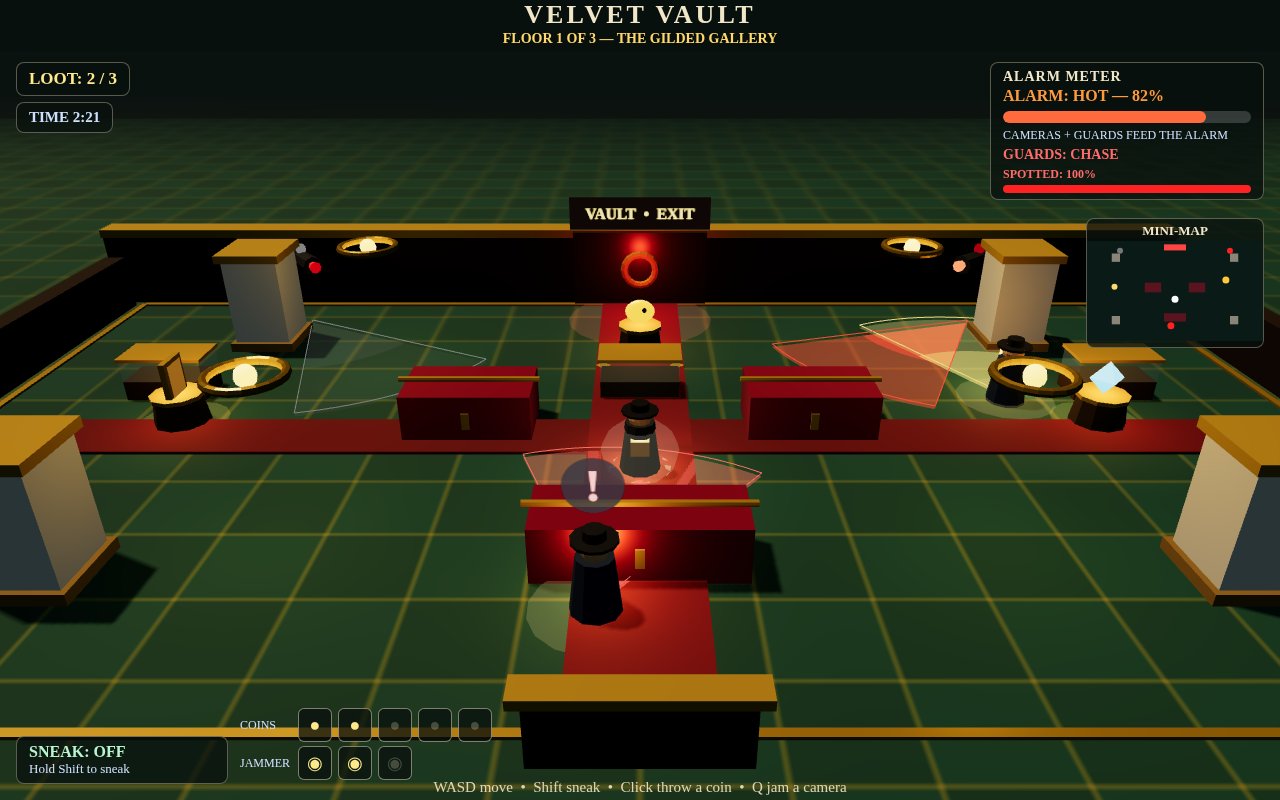 VELVET VAULT
FLOOR 1 OF 3 — THE GILDED GALLERY
LOOT: 2 / 3
TIME 2:21
ALARM METER
ALARM: HOT — 82%
CAMERAS + GUARDS FEED THE ALARM
GUARDS: CHASE
SPOTTED: 100%
MINI-MAP
VAULT • EXIT
!
COINS
JAMMER
SNEAK: OFF
Hold Shift to sneak
WASD move • Shift sneak • Click throw a coin • Q jam a camera